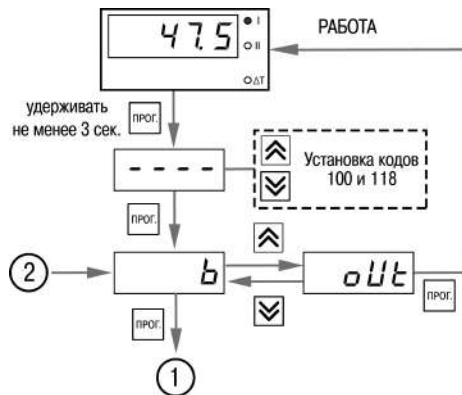 47.5
I
II
ΔT
РАБОТА
удерживать
не менее 3 сек.
ПРОГ.
- - - -
Установка кодов
100 и 118
ПРОГ.
2
b
oUt
ПРОГ.
ПРОГ.
1